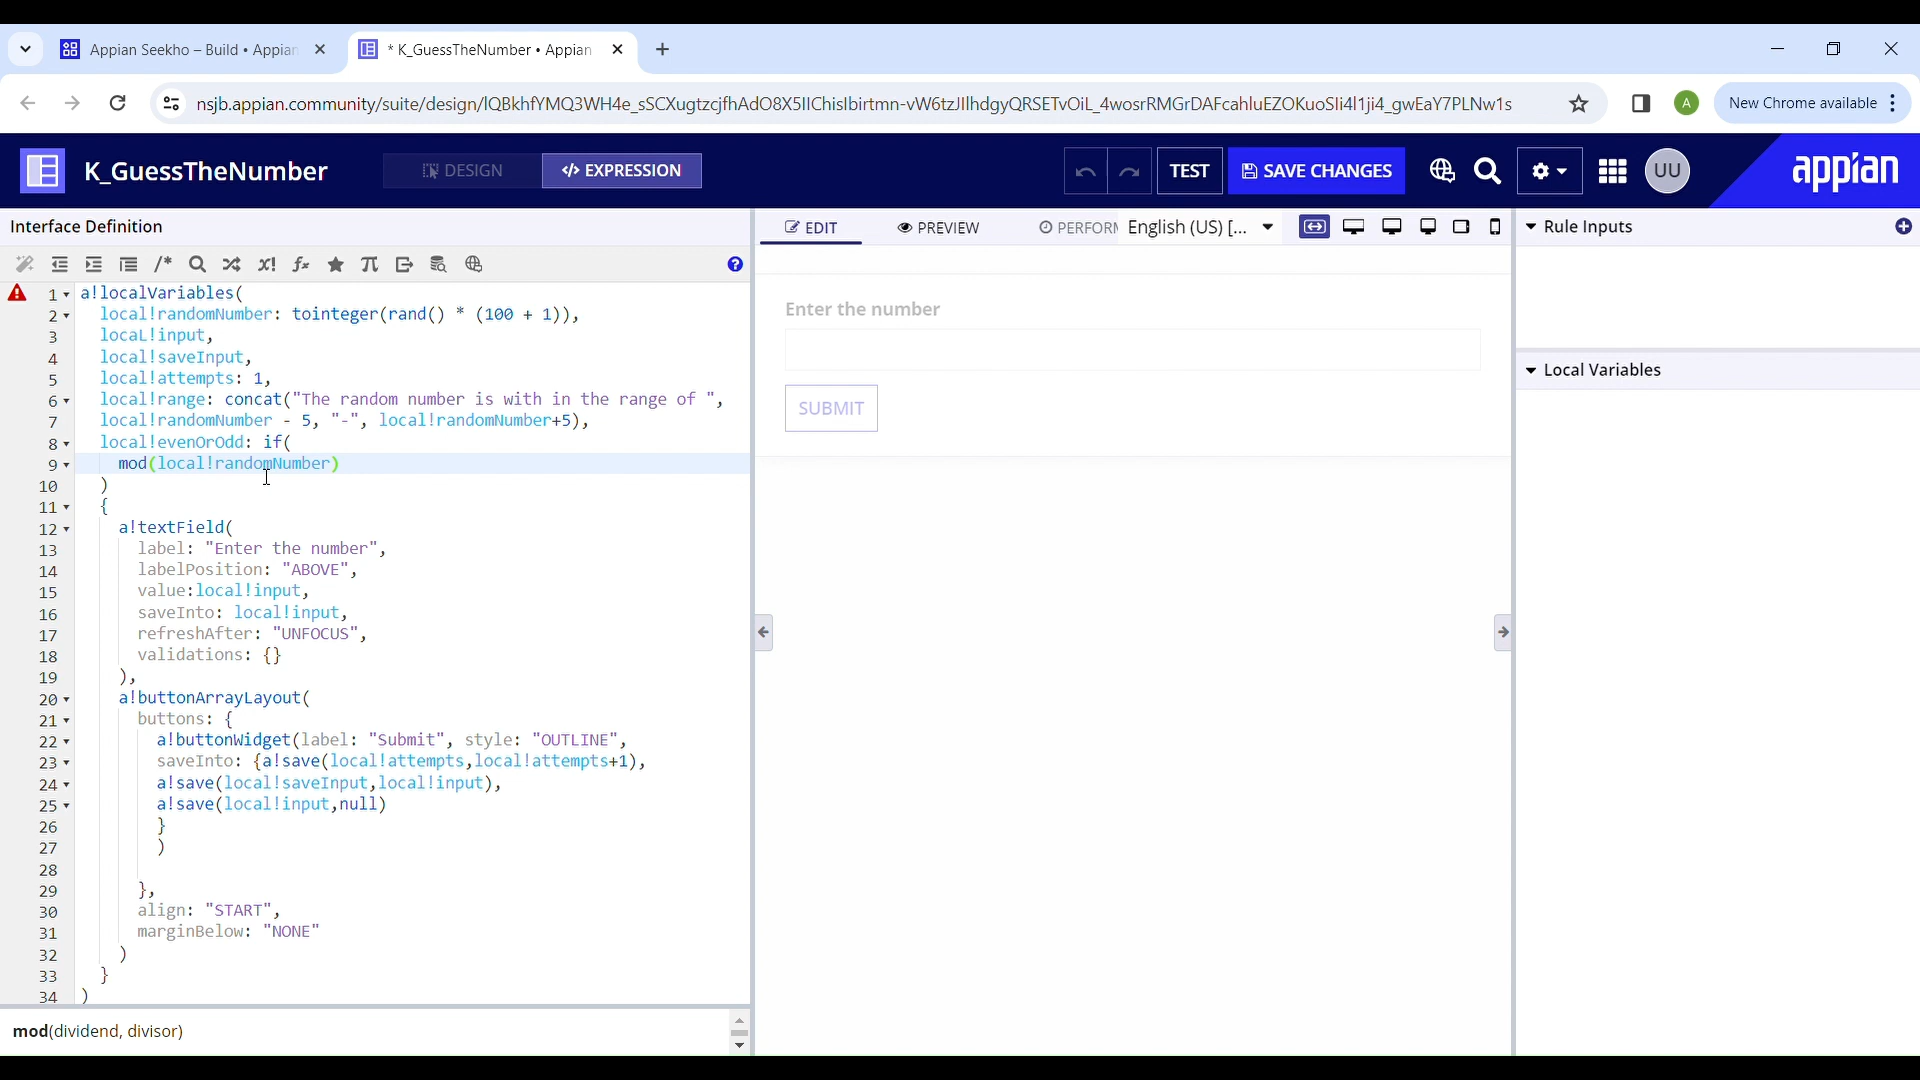 Appian Seekho – Build • Appian
* K_GuessTheNumber • Appian
nsjb.appian.community/suite/design/
A
New Chrome available
K_GuessTheNumber
DESIGN
</> EXPRESSION
TEST
SAVE CHANGES
UU
appian
Interface Definition
EDIT
PREVIEW
PERFORM
English (US) [...
Rule Inputs
Local Variables
1 a!localVariables(
2 local!randomNumber: tointeger(rand() * (100 + 1)),
3 locaL!input,
4 local!saveInput,
5 local!attempts: 1,
6 local!range: concat("The random number is with in the range of ",
7 local!randomNumber - 5, "-", local!randomNumber+5),
8 local!evenOrOdd: if(
9 mod(local!randomNumber)
10 )
11 {
12 a!textField(
13 label: "Enter the number",
14 labelPosition: "ABOVE",
15 value:local!input,
16 saveInto: local!input,
17 refreshAfter: "UNFOCUS",
18 validations: {}
19 ),
20 a!buttonArrayLayout(
21 buttons: {
22 a!buttonWidget(label: "Submit", style: "OUTLINE",
23 saveInto: {a!save(local!attempts,local!attempts+1),
24 a!save(local!saveInput,local!input),
25 a!save(local!input,null)
26 }
27 )
28
29 },
30 align: "START",
31 marginBelow: "NONE"
32 )
33 }
34 )
mod(dividend, divisor)
Enter the number
SUBMIT